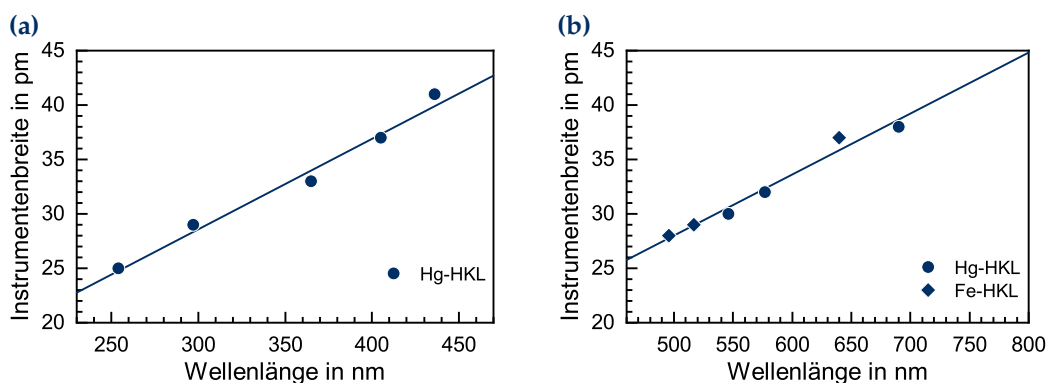 (a)
Instrumentenbreite in pm
45
40
35
30
25
20
250 300 350 400 450
Wellenlänge in nm
Hg-HKL
(b)
Instrumentenbreite in pm
45
40
35
30
25
20
500 550 600 650 700 750 800
Wellenlänge in nm
Hg-HKL
Fe-HKL